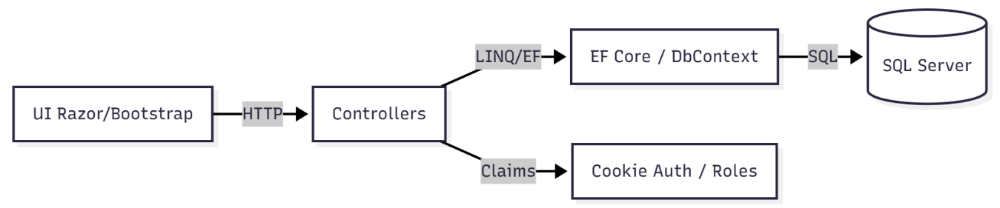 UI Razor/Bootstrap
HTTP
Controllers
LINQ/EF
EF Core / DbContext
SQL
SQL Server
Claims
Cookie Auth / Roles